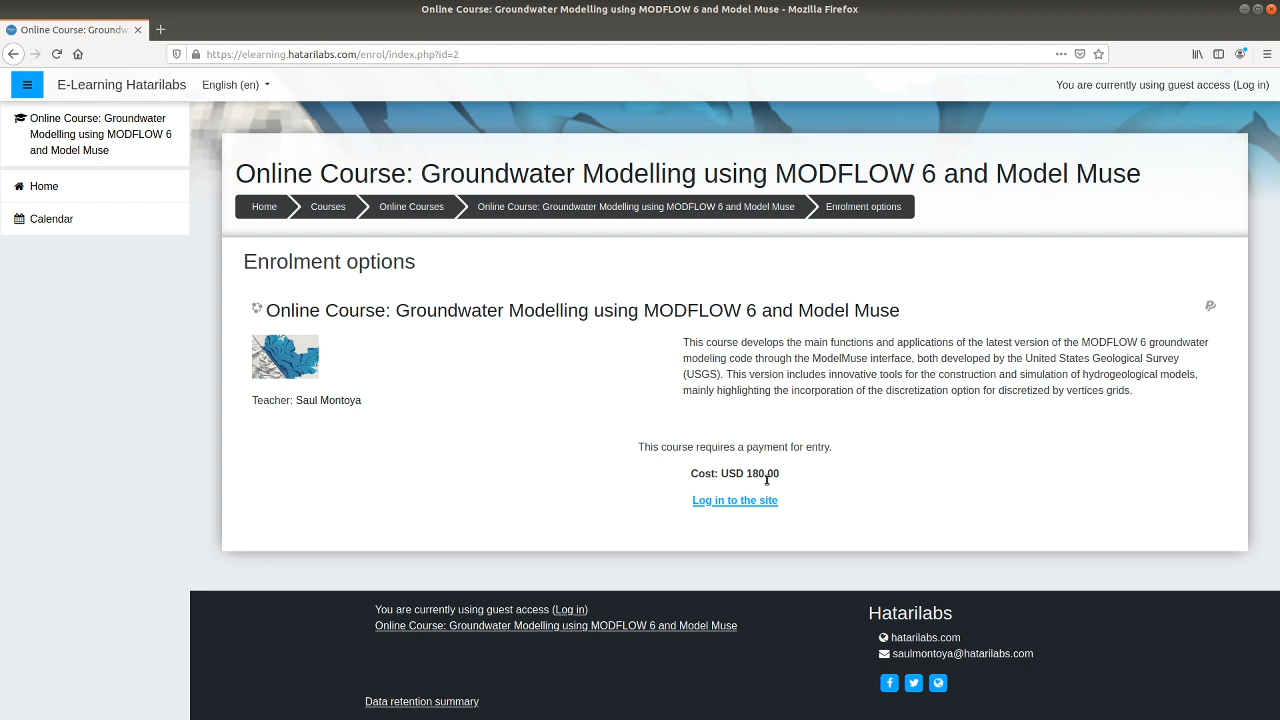 Online Course: Groundwater Modelling using MODFLOW 6 and Model Muse - Mozilla Firefox
Online Course: Groundw
https://elearning.hatarilabs.com/enrol/index.php?id=2
E-Learning Hatarilabs
English (en)
You are currently using guest access (Log in)
Online Course: Groundwater
Modelling using MODFLOW 6
and Model Muse
Home
Calendar
Online Course: Groundwater Modelling using MODFLOW 6 and Model Muse
Home
Courses
Online Courses
Online Course: Groundwater Modelling using MODFLOW 6 and Model Muse
Enrolment options
Enrolment options
Online Course: Groundwater Modelling using MODFLOW 6 and Model Muse
Teacher: Saul Montoya
This course develops the main functions and applications of the latest version of the MODFLOW 6 groundwater
modeling code through the ModelMuse interface, both developed by the United States Geological Survey
(USGS). This version includes innovative tools for the construction and simulation of hydrogeological models,
mainly highlighting the incorporation of the discretization option for discretized by vertices grids.
This course requires a payment for entry.
Cost: USD 180.00
Log in to the site
You are currently using guest access (Log in)
Online Course: Groundwater Modelling using MODFLOW 6 and Model Muse
Data retention summary
Hatarilabs
hatarilabs.com
saulmontoya@hatarilabs.com